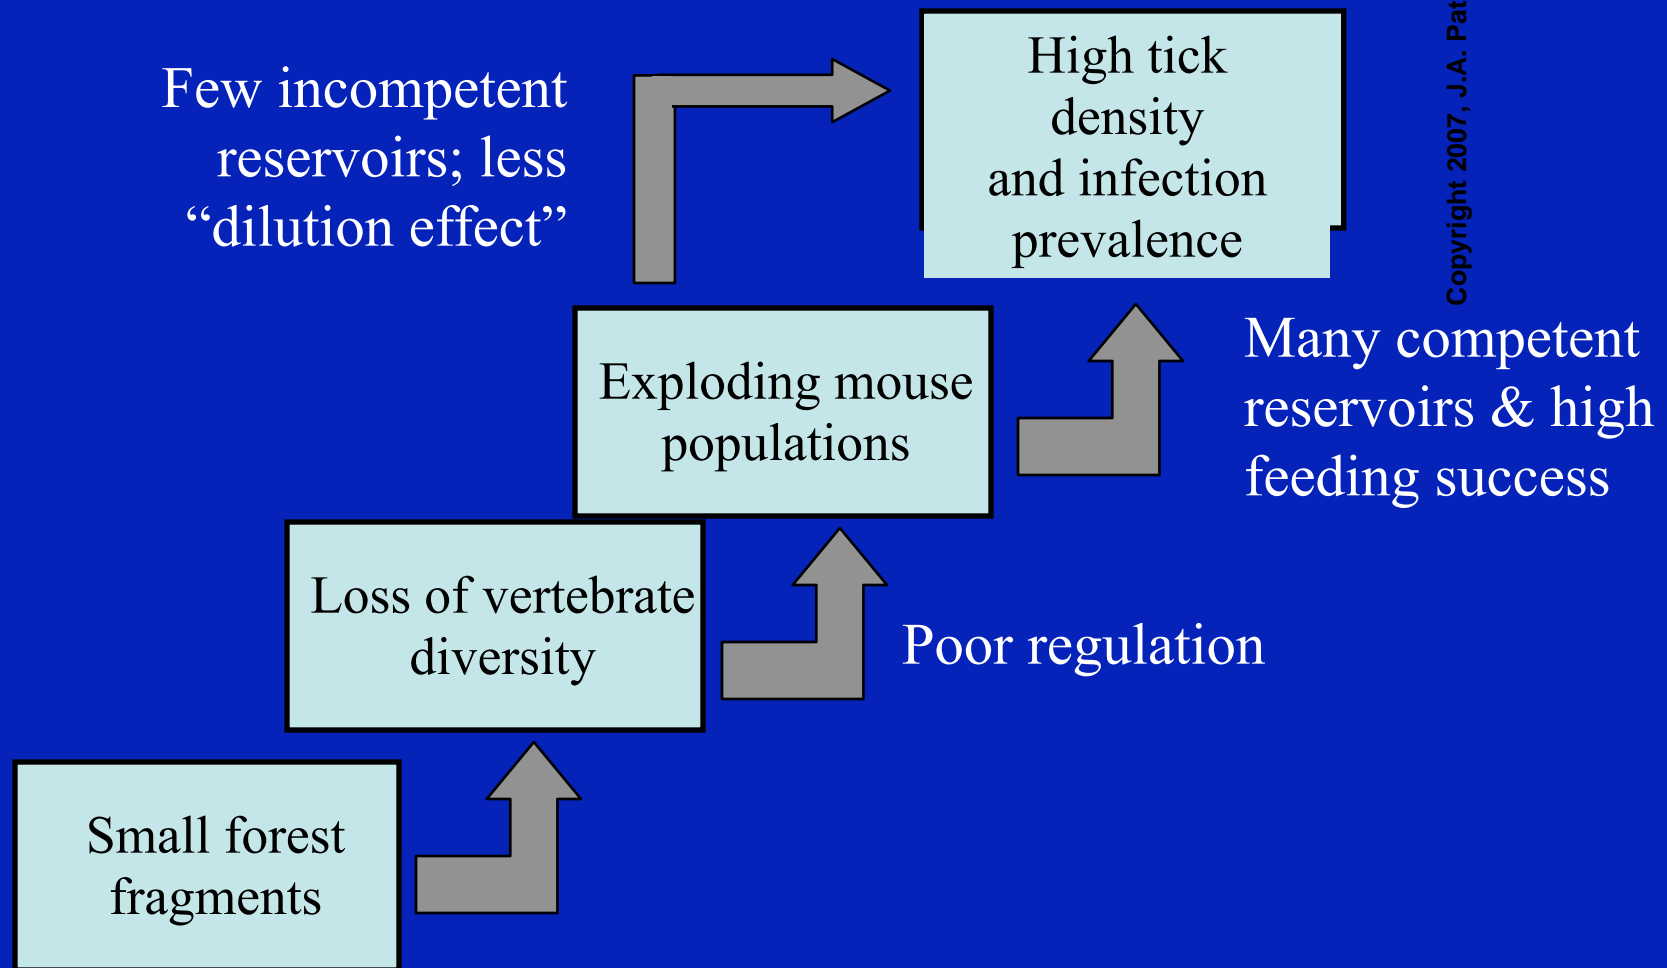 Few incompetent
reservoirs; less
“dilution effect”
High tick
density
and infection
prevalence
Copyright 2007, J.A. Pat
Exploding mouse
populations
Many competent
reservoirs & high
feeding success
Loss of vertebrate
diversity
Poor regulation
Small forest
fragments